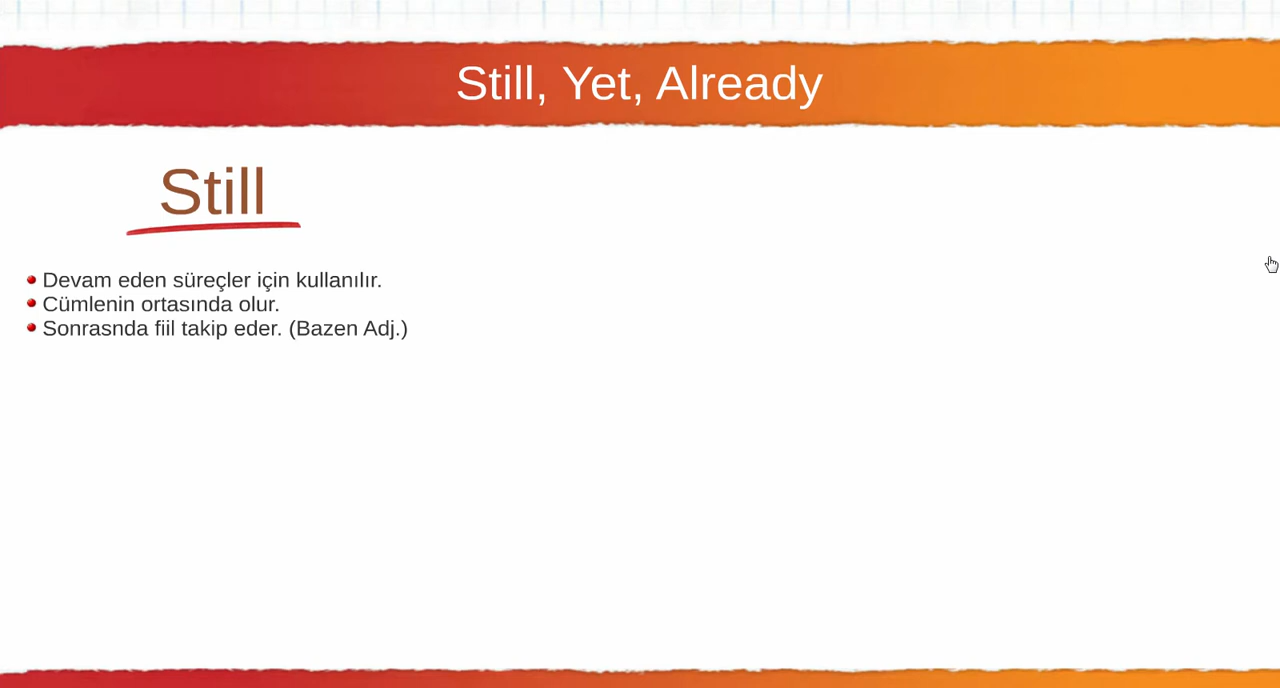 Still, Yet, Already
Still
Devam eden süreçler için kullanılır.
Cümlenin ortasında olur.
Sonrasnda fiil takip eder. (Bazen Adj.)